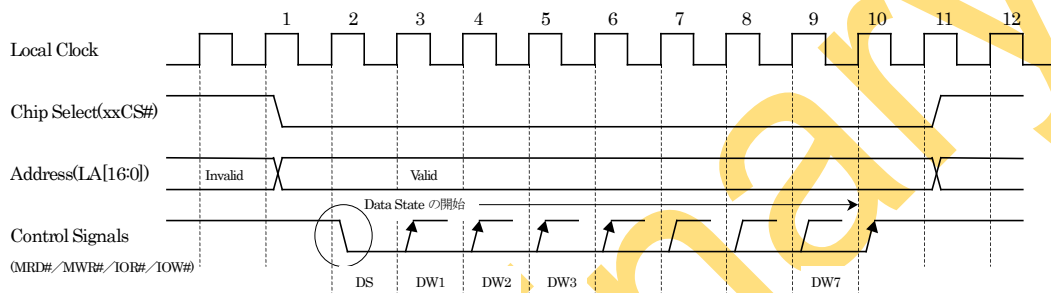 1 2 3 4 5 6 7 8 9 10 11 12
Local Clock
Chip Select(xxCS#)
Address(LA[16:0])
Invalid
Valid
Data State の開始
Control Signals
(MRD#／MWR#／IOR#／IOW#)
DS DW1 DW2 DW3 DW7